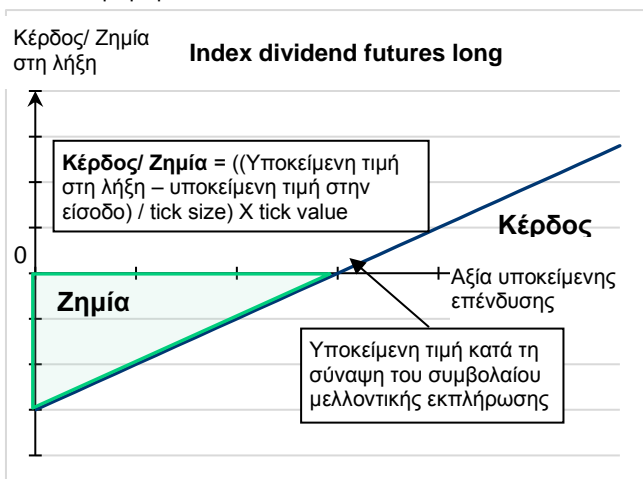 Κέρδος/ Ζημία
στη λήξη
Index dividend futures long
Κέρδος/ Ζημία = ((Υποκείμενη τιμή
στη λήξη – υποκείμενη τιμή στην
είσοδο) / tick size) X tick value
Κέρδος
0
Αξία υποκείμενης
επένδυσης
Ζημία
Υποκείμενη τιμή κατά τη
σύναψη του συμβολαίου
μελλοντικής εκπλήρωσης